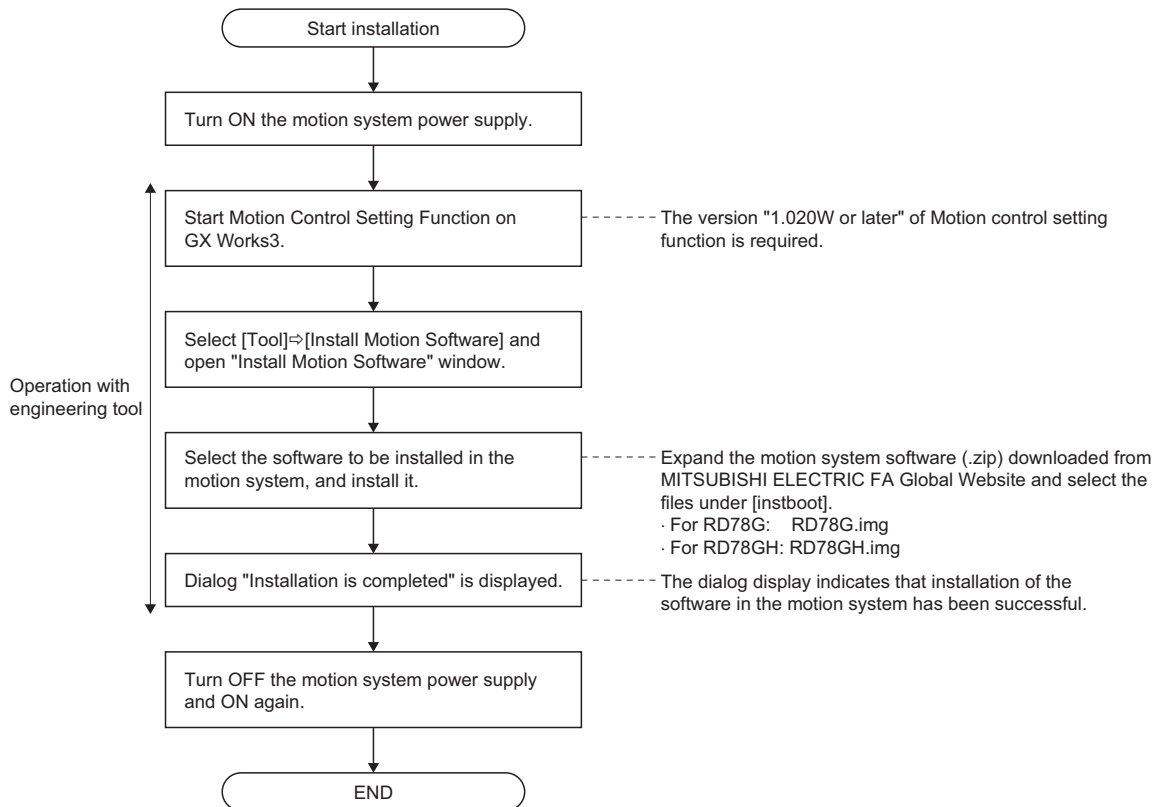 Start installation
Turn ON the motion system power supply.
Start Motion Control Setting Function on
GX Works3.
The version "1.020W or later" of Motion control setting
function is required.
Select [Tool]⇨[Install Motion Software] and
open "Install Motion Software" window.
Operation with
engineering tool
Select the software to be installed in the
motion system, and install it.
Expand the motion system software (.zip) downloaded from
MITSUBISHI ELECTRIC FA Global Website and select the
files under [instboot].
· For RD78G: RD78G.img
· For RD78GH: RD78GH.img
Dialog "Installation is completed" is displayed.
The dialog display indicates that installation of the
software in the motion system has been successful.
Turn OFF the motion system power supply
and ON again.
END